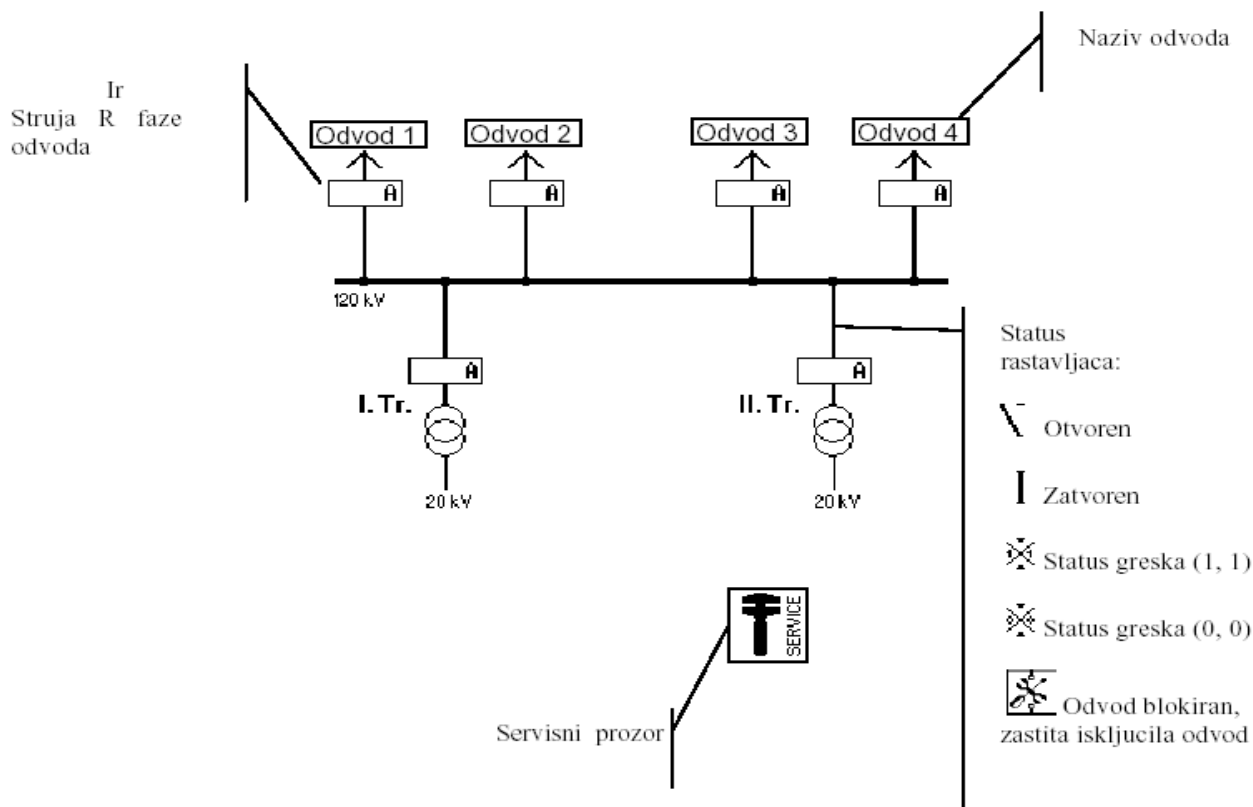 Naziv odvoda
Ir
Struja R faze
odvoda
Odvod 1
Odvod 2
Odvod 3
Odvod 4
A
A
A
A
120 kV
A
A
I. Tr.
II. Tr.
20 kV
20 kV
Status
rastavljaca:
Otvoren
Zatvoren
Status greska (1, 1)
Status greska (0, 0)
Odvod blokiran,
zastita iskljucila odvod
SERVICE
Servisni prozor